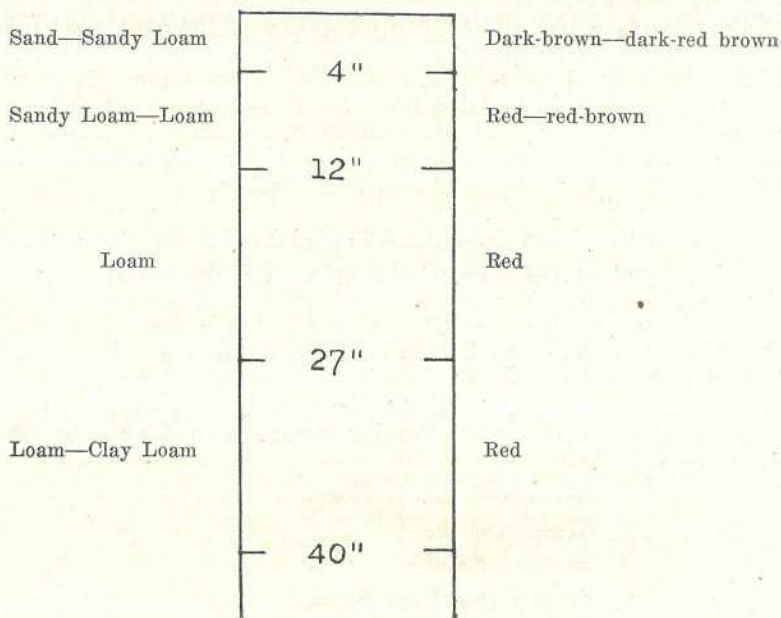 Sand—Sandy Loam Dark-brown—dark-red brown
4"
Sandy Loam—Loam Red—red-brown
12"
Loam Red
27"
Loam—Clay Loam Red
40"